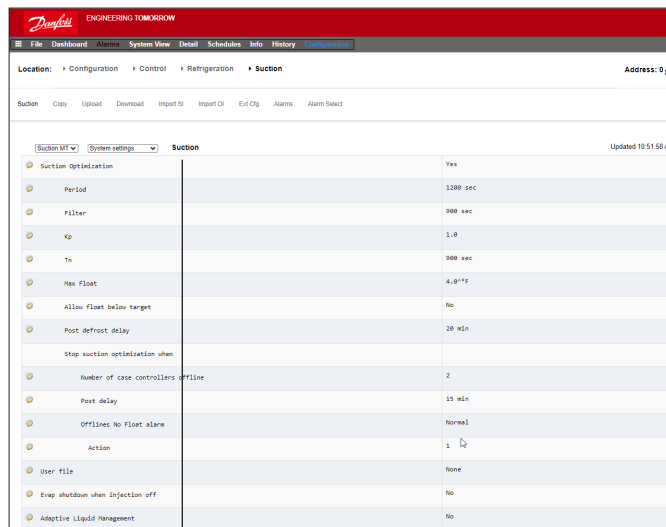 Danfoss ENGINEERING TOMORROW
File Dashboard Alarms System View Detail Schedules Info History Configuration
Location: Configuration Control Refrigeration Suction Address: 0
Suction Copy Upload Download Import SI Import OI Ext Cfg Alarms Alarm Select
Suction MT System settings Suction Updated 10:51:58
Suction Optimization Yes
Period 1200 sec
Filter 900 sec
Kp 1.0
Tn 900 sec
Max Float 4.0^°F
Allow float below target No
Post defrost delay 20 min
Stop suction optimization when
Number of case controllers offline 2
Post delay 15 min
Offlines No Float alarm Normal
Action 1
User file None
Evap shutdown when injection off No
Adaptive Liquid Management No